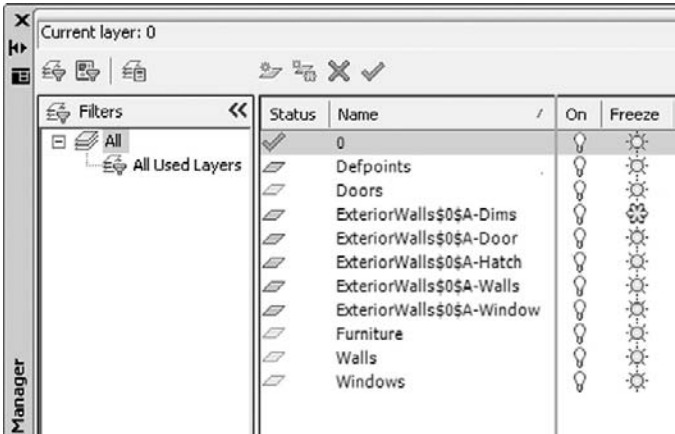 Current layer: 0
Filters
All
All Used Layers
Status Name / On Freeze
0
Defpoints
Doors
ExteriorWalls$0$A-Dims
ExteriorWalls$0$A-Door
ExteriorWalls$0$A-Hatch
ExteriorWalls$0$A-Walls
ExteriorWalls$0$A-Window
Furniture
Walls
Windows
Manager